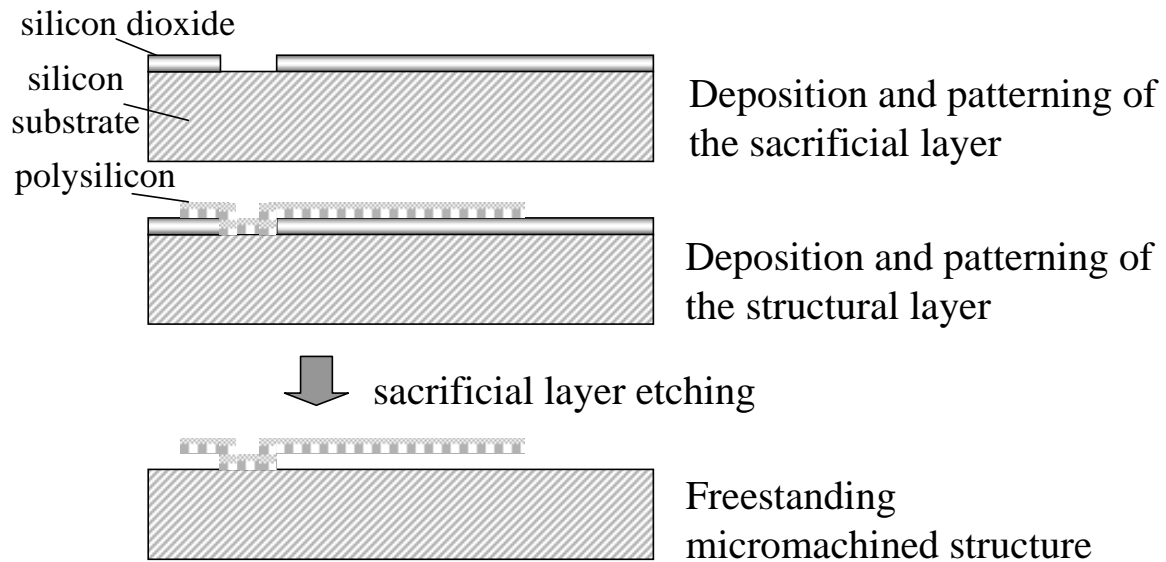 silicon dioxide
silicon
substrate
Deposition and patterning of
the sacrificial layer
polysilicon
Deposition and patterning of
the structural layer
sacrificial layer etching
Freestanding
micromachined structure